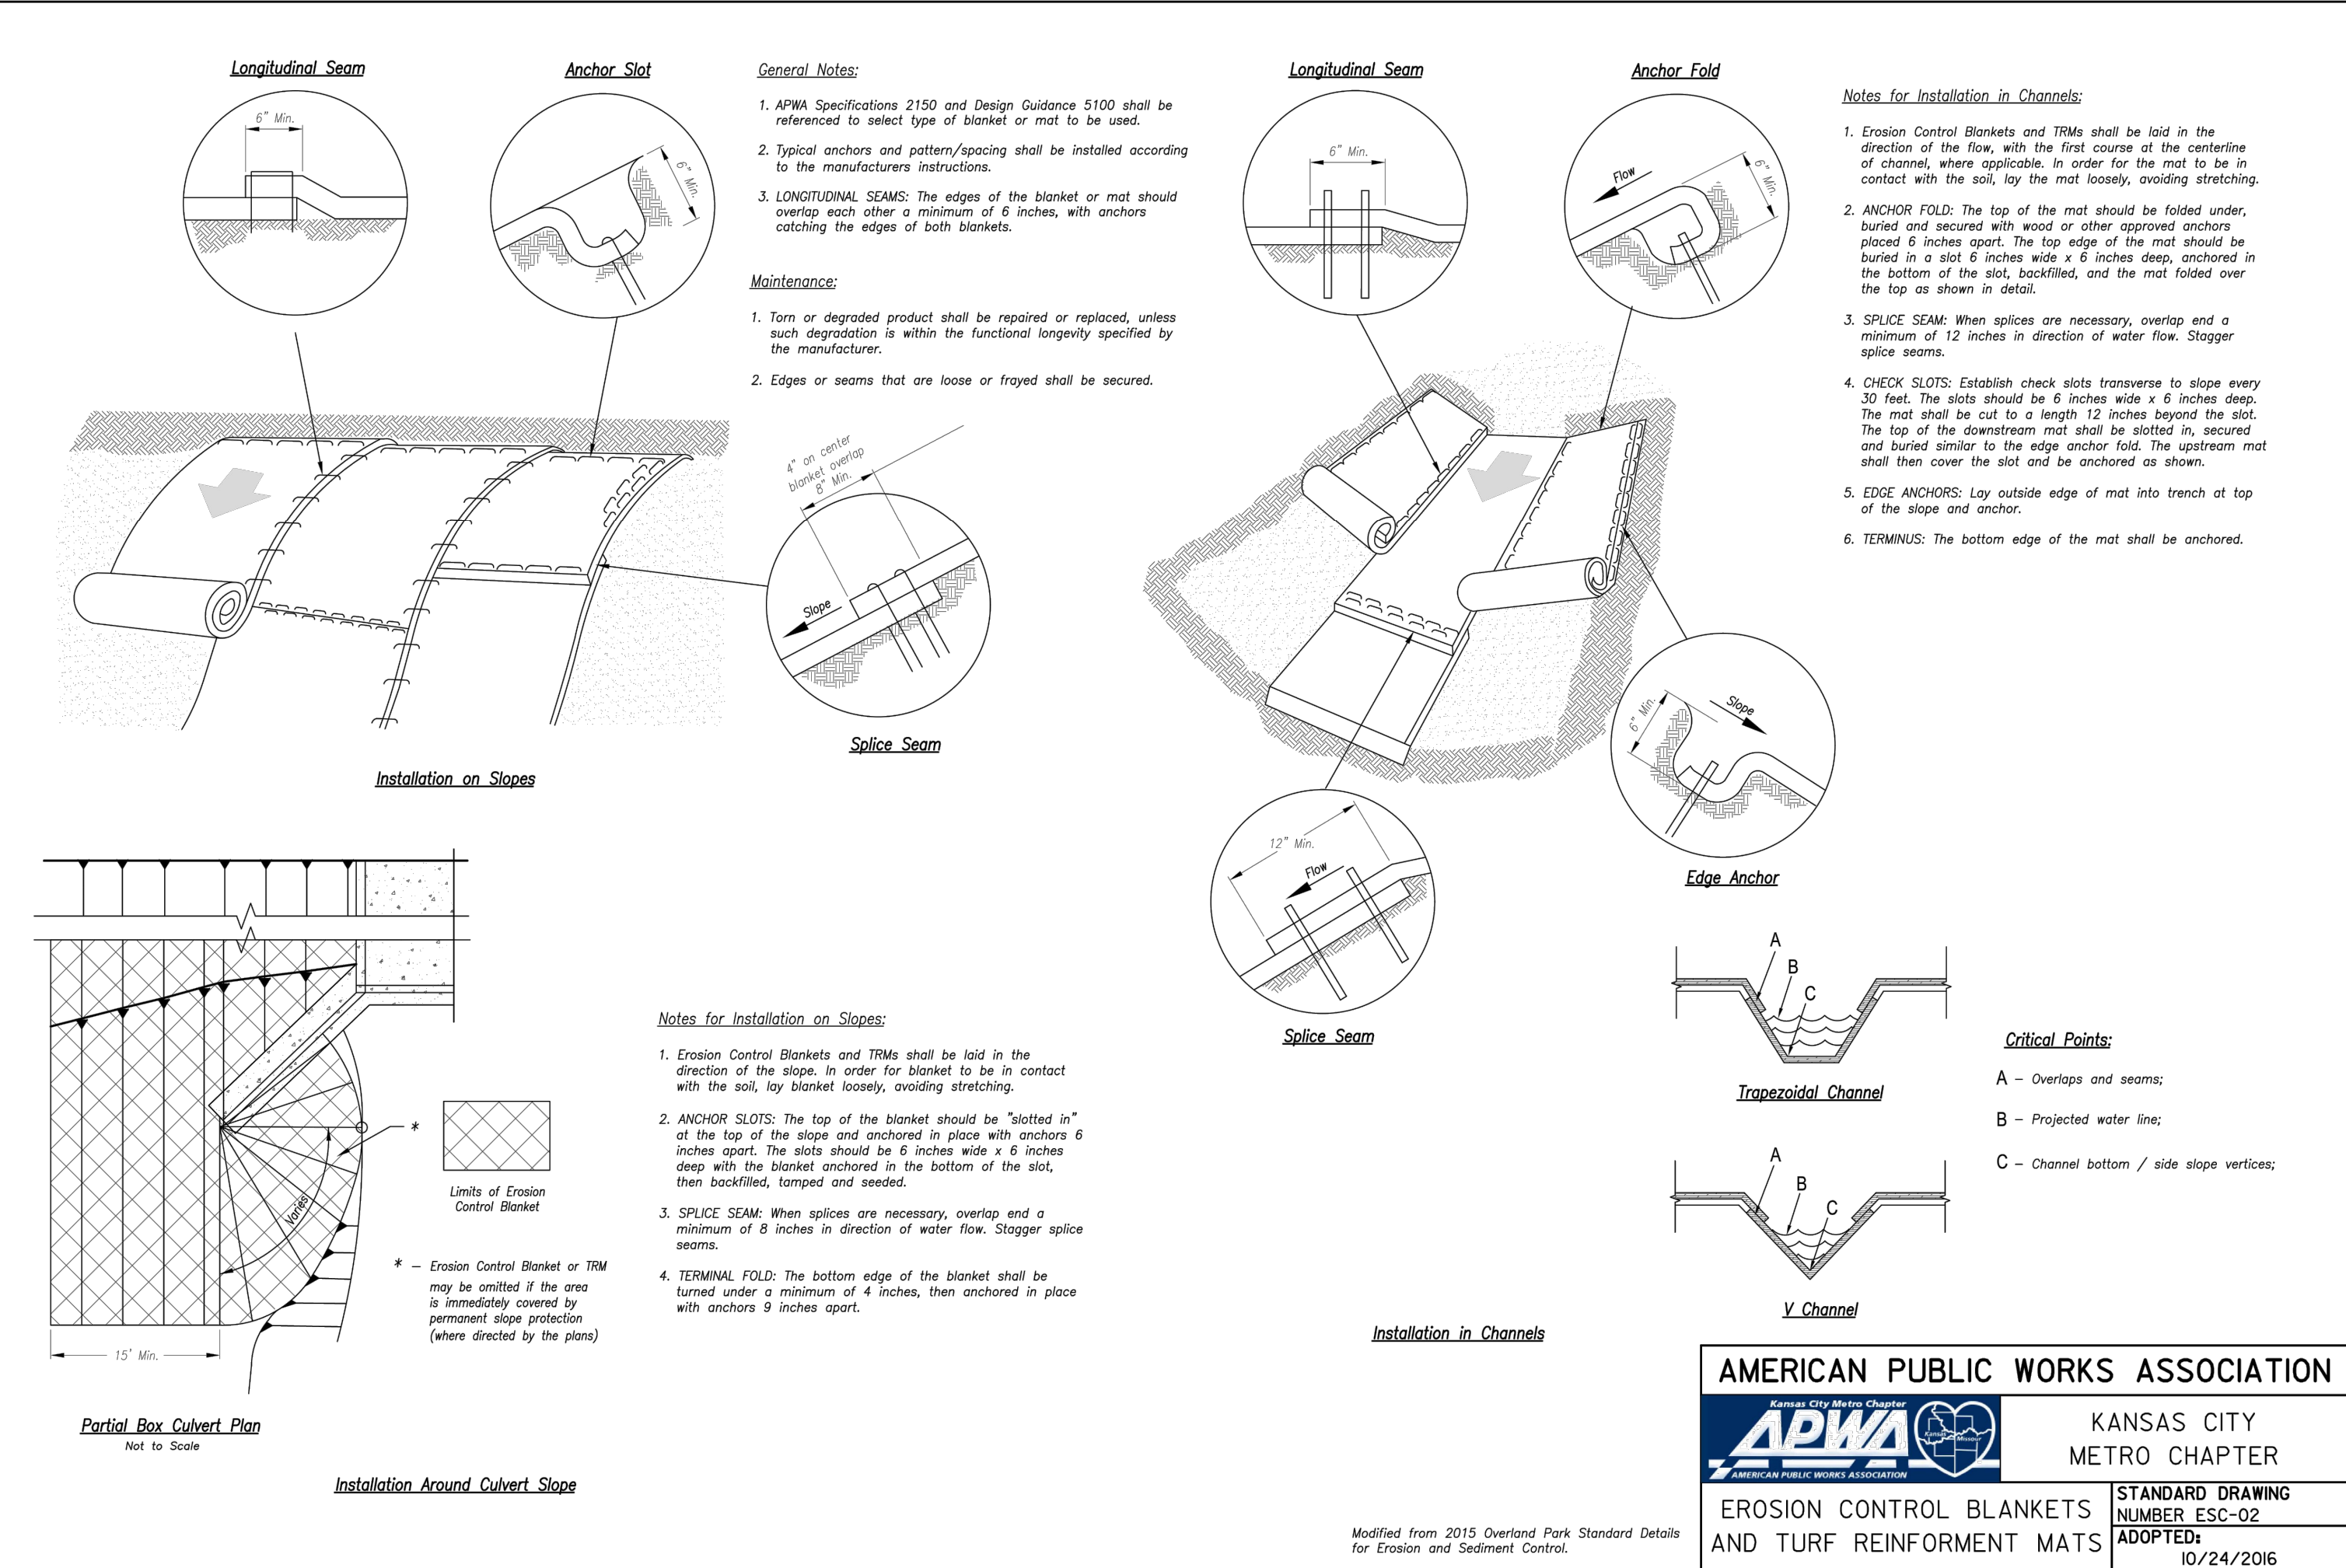 Longitudinal Seam
6" Min.
Anchor Slot
6" Min.
General Notes:
1. APWA Specifications 2150 and Design Guidance 5100 shall be
referenced to select type of blanket or mat to be used.
2. Typical anchors and pattern/spacing shall be installed according
to the manufacturers instructions.
3. LONGITUDINAL SEAMS: The edges of the blanket or mat should
overlap each other a minimum of 6 inches, with anchors
catching the edges of both blankets.
Maintenance:
1. Torn or degraded product shall be repaired or replaced, unless
such degradation is within the functional longevity specified by
the manufacturer.
2. Edges or seams that are loose or frayed shall be secured.
4" on center
blanket overlap
8" Min.
Slope
Splice Seam
Installation on Slopes
Longitudinal Seam
6" Min.
Anchor Fold
Flow
6" Min.
Notes for Installation in Channels:
1. Erosion Control Blankets and TRMs shall be laid in the
direction of the flow, with the first course at the centerline
of channel, where applicable. In order for the mat to be in
contact with the soil, lay the mat loosely, avoiding stretching.
2. ANCHOR FOLD: The top of the mat should be folded under,
buried and secured with wood or other approved anchors
placed 6 inches apart. The top edge of the mat should be
buried in a slot 6 inches wide x 6 inches deep, anchored in
the bottom of the slot, backfilled, and the mat folded over
the top as shown in detail.
3. SPLICE SEAM: When splices are necessary, overlap end a
minimum of 12 inches in direction of water flow. Stagger
splice seams.
4. CHECK SLOTS: Establish check slots transverse to slope every
30 feet. The slots should be 6 inches wide x 6 inches deep.
The mat shall be cut to a length 12 inches beyond the slot.
The top of the downstream mat shall be slotted in, secured
and buried similar to the edge anchor fold. The upstream mat
shall then cover the slot and be anchored as shown.
5. EDGE ANCHORS: Lay outside edge of mat into trench at top
of the slope and anchor.
6. TERMINUS: The bottom edge of the mat shall be anchored.
6" Min.
Slope
Edge Anchor
12" Min.
Flow
Splice Seam
A
B
C
Trapezoidal Channel
A
B
C
V Channel
Critical Points:
A – Overlaps and seams;
B – Projected water line;
C – Channel bottom / side slope vertices;
Installation in Channels
*
Varies
Limits of Erosion
Control Blanket
* – Erosion Control Blanket or TRM
may be omitted if the area
is immediately covered by
permanent slope protection
(where directed by the plans)
15' Min.
Partial Box Culvert Plan
Not to Scale
Installation Around Culvert Slope
Notes for Installation on Slopes:
1. Erosion Control Blankets and TRMs shall be laid in the
direction of the slope. In order for blanket to be in contact
with the soil, lay blanket loosely, avoiding stretching.
2. ANCHOR SLOTS: The top of the blanket should be "slotted in"
at the top of the slope and anchored in place with anchors 6
inches apart. The slots should be 6 inches wide x 6 inches
deep with the blanket anchored in the bottom of the slot,
then backfilled, tamped and seeded.
3. SPLICE SEAM: When splices are necessary, overlap end a
minimum of 8 inches in direction of water flow. Stagger splice
seams.
4. TERMINAL FOLD: The bottom edge of the blanket shall be
turned under a minimum of 4 inches, then anchored in place
with anchors 9 inches apart.
Modified from 2015 Overland Park Standard Details
for Erosion and Sediment Control.
AMERICAN PUBLIC WORKS ASSOCIATION
Kansas City Metro Chapter
APWA
Kansas Missouri
AMERICAN PUBLIC WORKS ASSOCIATION
KANSAS CITY
METRO CHAPTER
EROSION CONTROL BLANKETS
AND TURF REINFORMENT MATS
STANDARD DRAWING
NUMBER ESC-02
ADOPTED:
10/24/2016